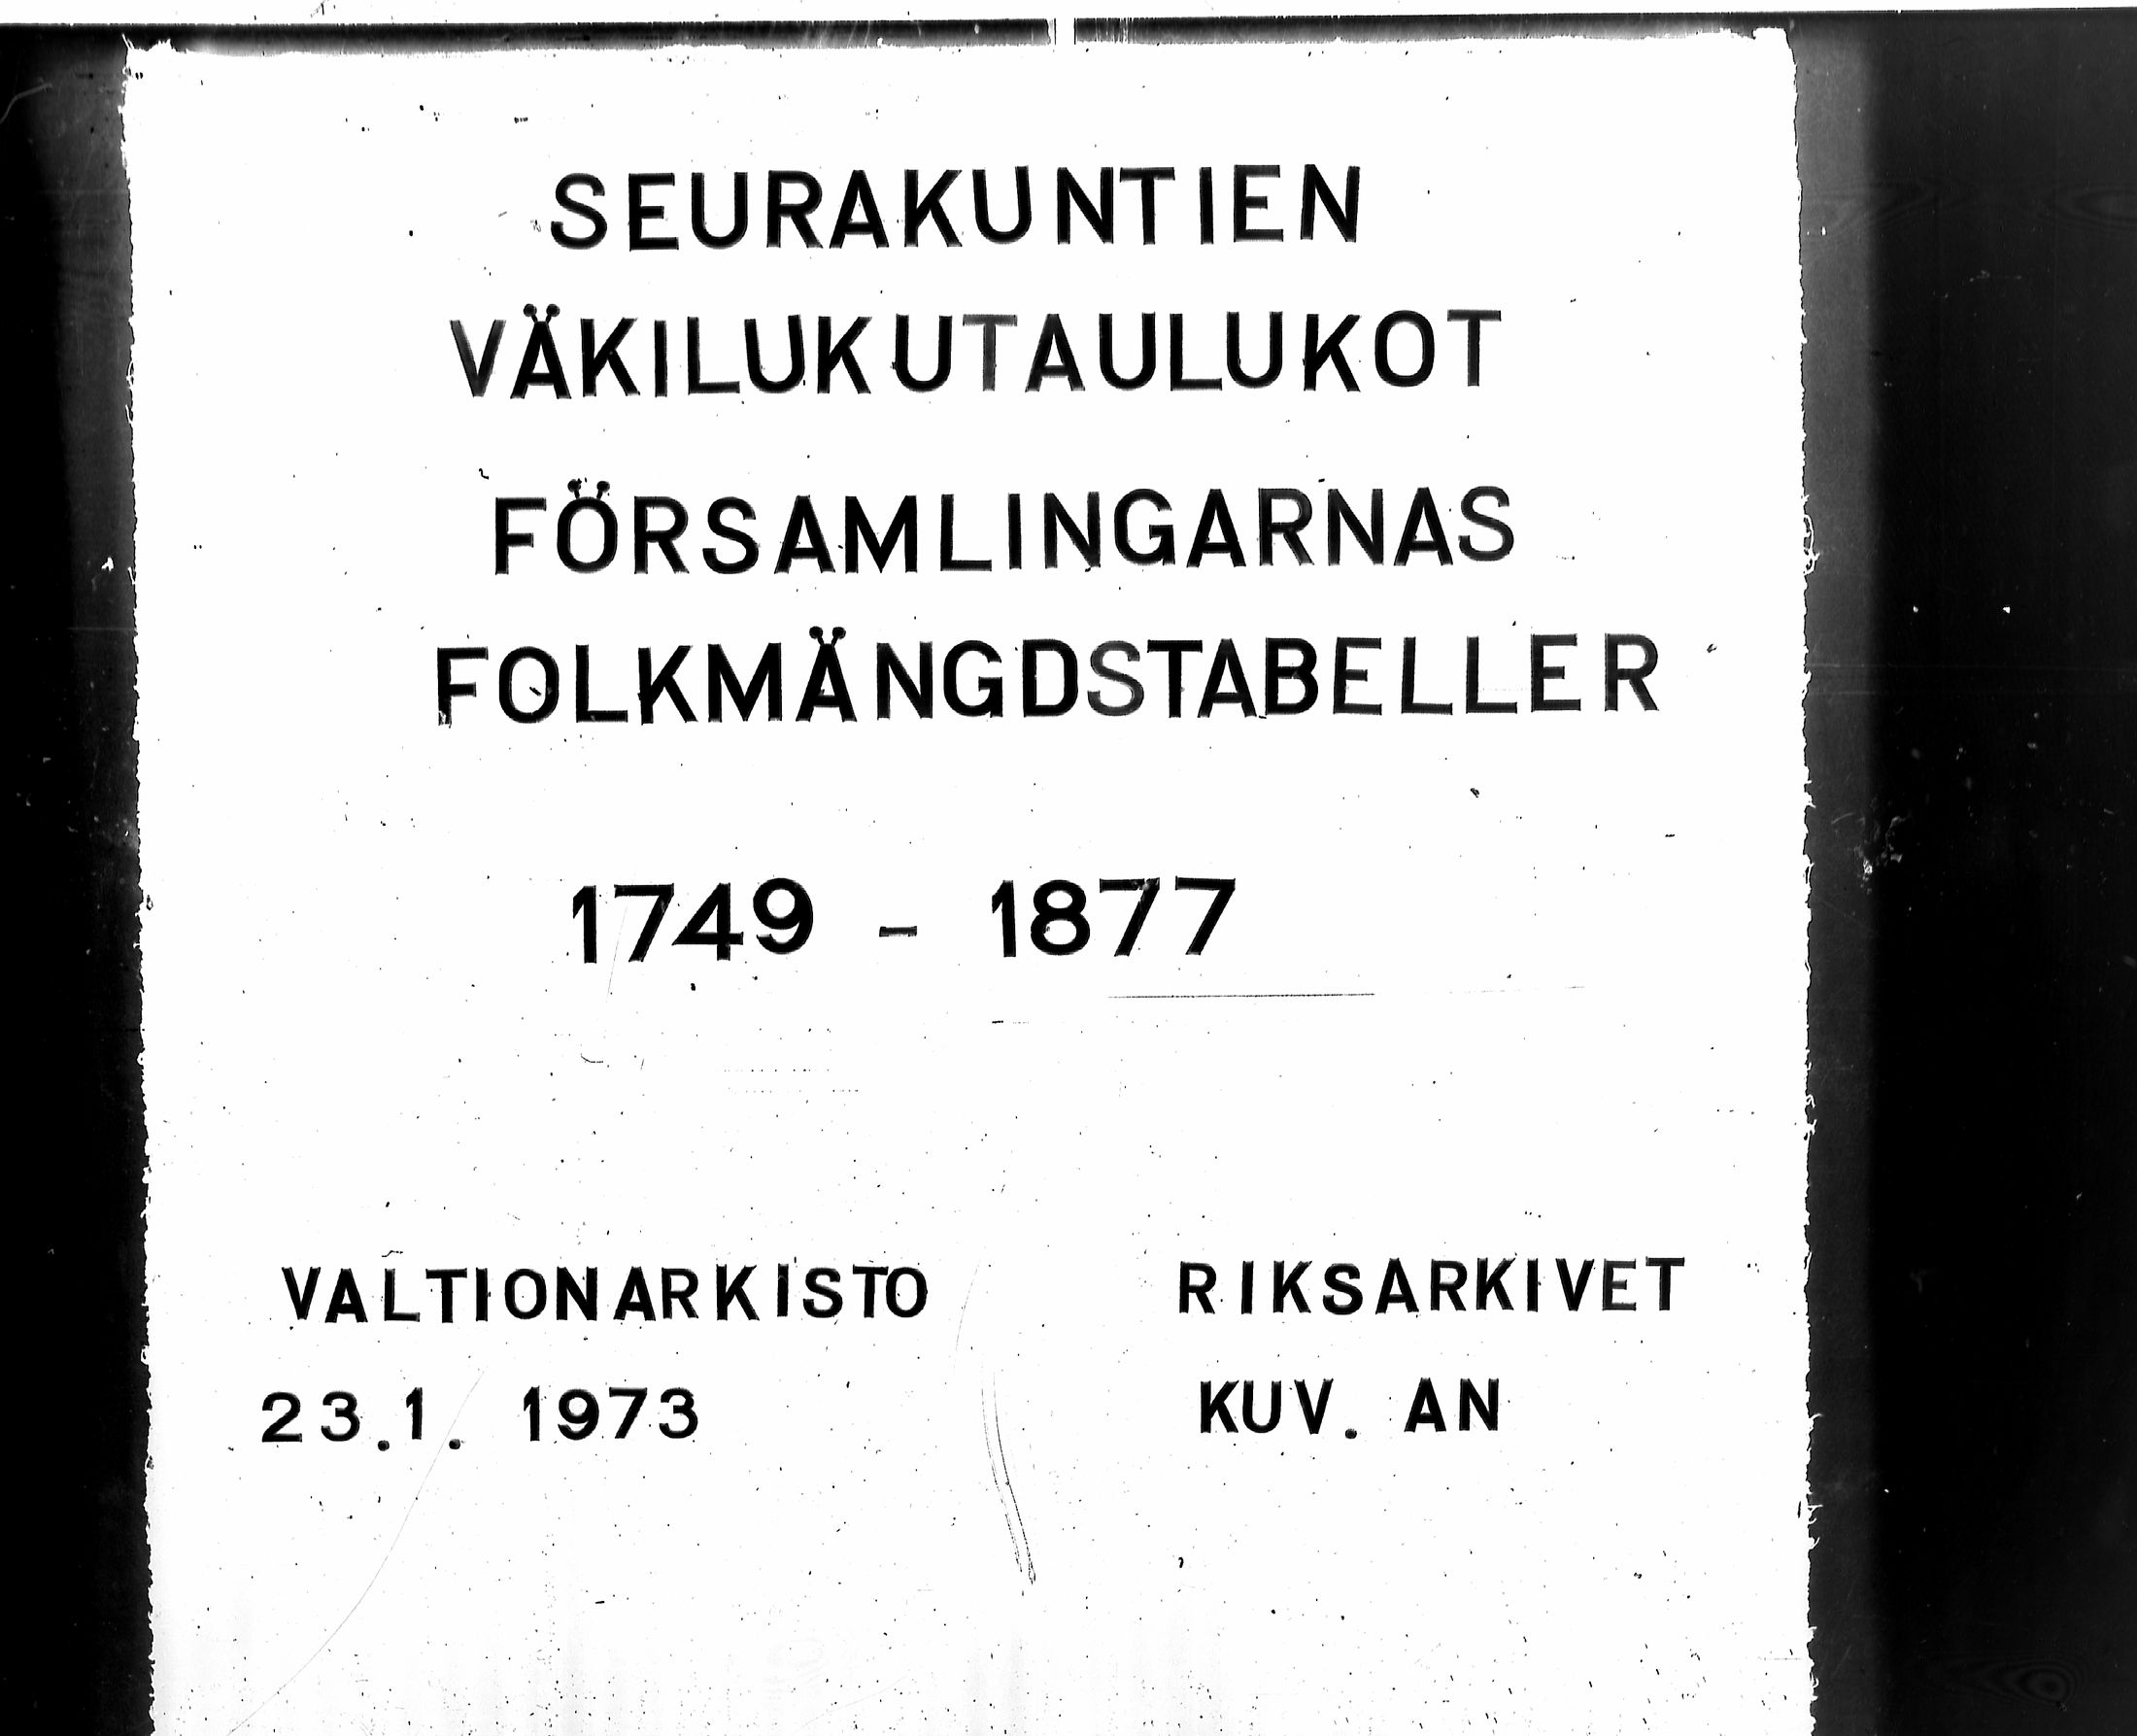 SEURAKUNTIEN
VÄKILUKUTAULUKOT
FÖRSAMLINGARNAS
FOLKMÄNGDSTABELLER
1749 - 1877
VALTIONARKISTO RIKSARKIVET
23.1. 1973 KUV. AN